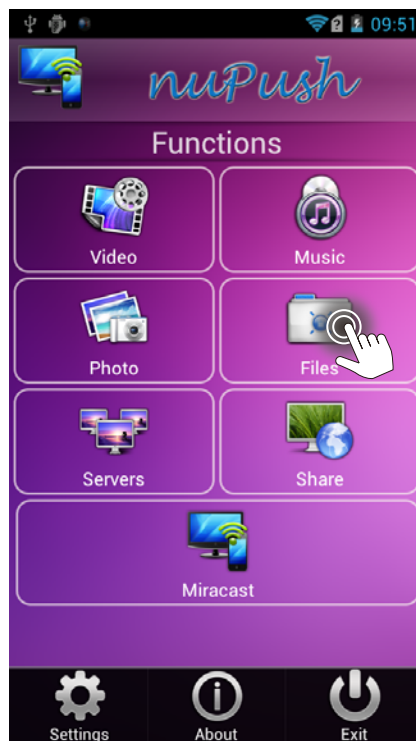 09:51
nuPush
Functions
Video
Music
Photo
Files
Servers
Share
Miracast
Settings
About
Exit